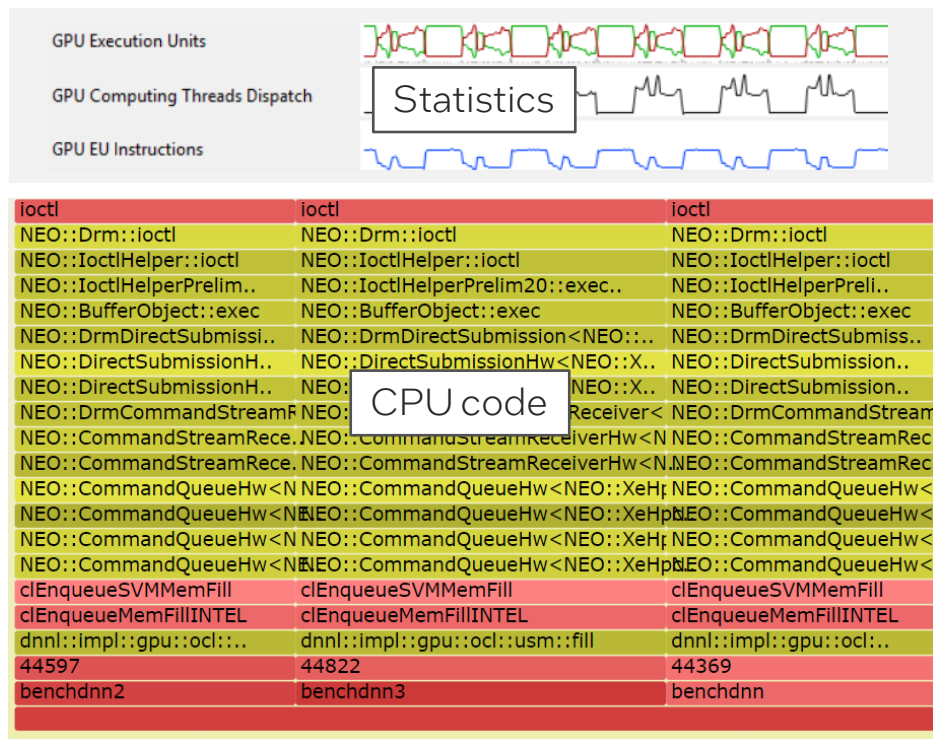 GPU Execution Units
GPU Computing Threads Dispatch
Statistics
GPU EU Instructions
ioctl ioctl ioctl
NEO::Drm::ioctl NEO::Drm::ioctl NEO::Drm::ioctl
NEO::IoctlHelper::ioctl NEO::IoctlHelper::ioctl NEO::IoctlHelper::ioctl
NEO::IoctlHelperPrelim.. NEO::IoctlHelperPrelim20::exec.. NEO::IoctlHelperPreli..
NEO::BufferObject::exec NEO::BufferObject::exec NEO::BufferObject::exec
NEO::DrmDirectSubmissi.. NEO::DrmDirectSubmission<NEO::.. NEO::DrmDirectSubmiss..
NEO::DirectSubmissionH.. NEO::DirectSubmissionHw<NEO::X.. NEO::DirectSubmission..
NEO::DirectSubmissionH.. NEO: NEO::X.. NEO::DirectSubmission..
CPU code
NEO::DrmCommandStreamR NEO: Receiver< NEO::DrmCommandStream
NEO::CommandStreamRece.. NEO::CommandStreamReceiverHw<N NEO::CommandStreamRec
NEO::CommandStreamRece. NEO::CommandStreamReceiverHw<N.. NEO::CommandStreamRec
NEO::CommandQueueHw<N NEO::CommandQueueHw<NEO::XeHp NEO::CommandQueueHw<
NEO::CommandQueueHw<NE.. NEO::CommandQueueHw<NEO::XeHpc.. NEO::CommandQueueHw<
NEO::CommandQueueHw<N NEO::CommandQueueHw<NEO::XeHp NEO::CommandQueueHw<
NEO::CommandQueueHw<NE.. NEO::CommandQueueHw<NEO::XeHpc.. NEO::CommandQueueHw<
clEnqueueSVMMemFill clEnqueueSVMMemFill clEnqueueSVMMemFill
clEnqueueMemFillINTEL clEnqueueMemFillINTEL clEnqueueMemFillINTEL
dnnl::impl::gpu::ocl::.. dnnl::impl::gpu::ocl::usm::fill dnnl::impl::gpu::ocl:..
44597 44822 44369
benchdnn2 benchdnn3 benchdnn